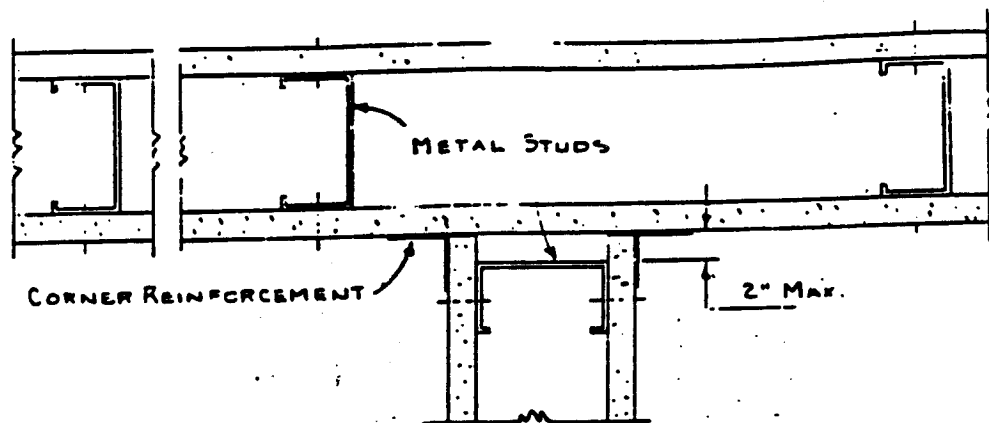 METAL STUDS
CORNER REINFORCEMENT
2" MAX.